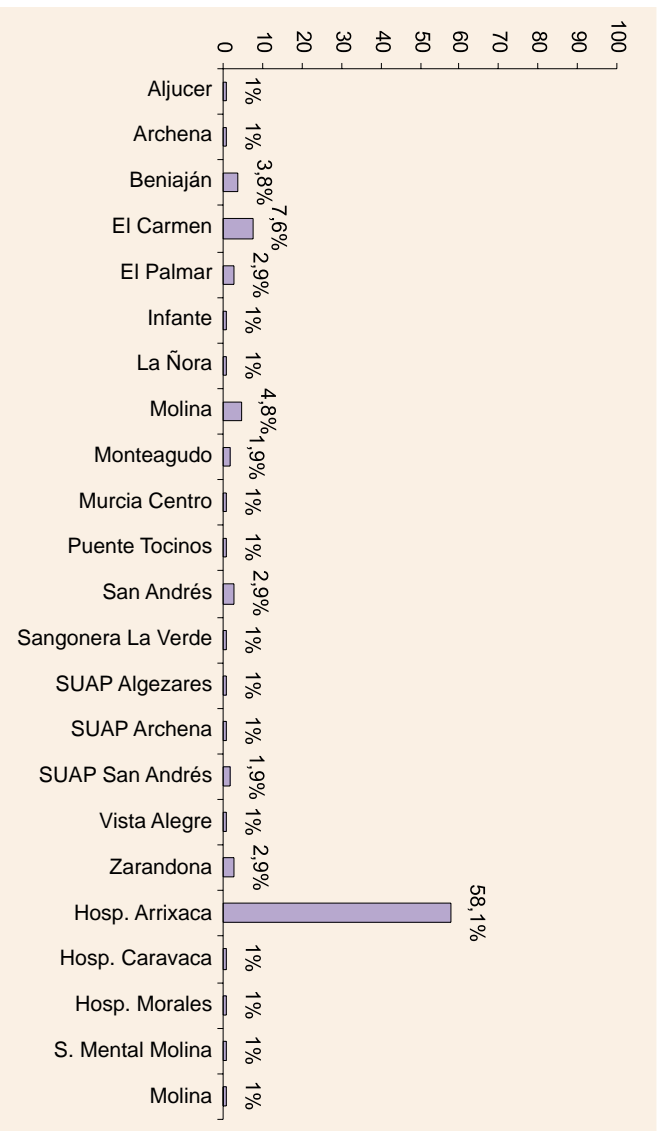 100
90
80
70
60
50
40
30
20
10
0
Aljucer 1%
Archena 1%
Beniaján 3,8%
El Carmen 7,6%
El Palmar 2,9%
Infante 1%
La Ñora 1%
Molina 4,8%
Monteagudo 1,9%
Murcia Centro 1%
Puente Tocinos 1%
San Andrés 2,9%
Sangonera La Verde 1%
SUAP Algezares 1%
SUAP Archena 1%
SUAP San Andrés 1,9%
Vista Alegre 1%
Zarandona 2,9%
Hosp. Arrixaca 58,1%
Hosp. Caravaca 1%
Hosp. Morales 1%
S. Mental Molina 1%
Molina 1%